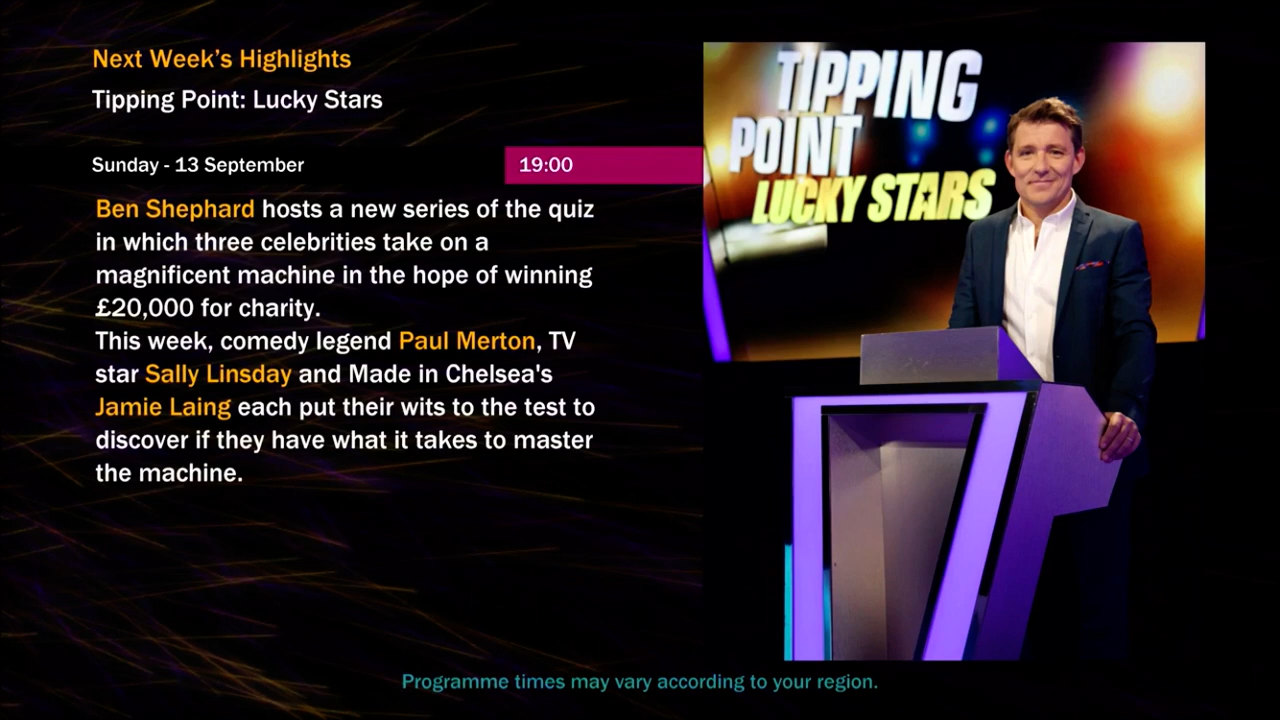 Next Week’s Highlights
Tipping Point: Lucky Stars
Sunday - 13 September
19:00
Ben Shephard hosts a new series of the quiz
in which three celebrities take on a
magnificent machine in the hope of winning
£20,000 for charity.
This week, comedy legend Paul Merton, TV
star Sally Linsday and Made in Chelsea's
Jamie Laing each put their wits to the test to
discover if they have what it takes to master
the machine.
TIPPING
POINT
LUCKY STARS
Programme times may vary according to your region.